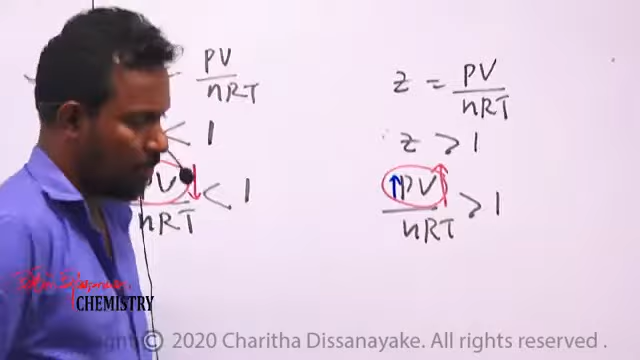 PV
nRT
z = PV
nRT
< 1
z > 1
PV < 1
nRT
↑PV > 1
nRT
CHEMISTRY
© 2020 Charitha Dissanayake. All rights reserved .